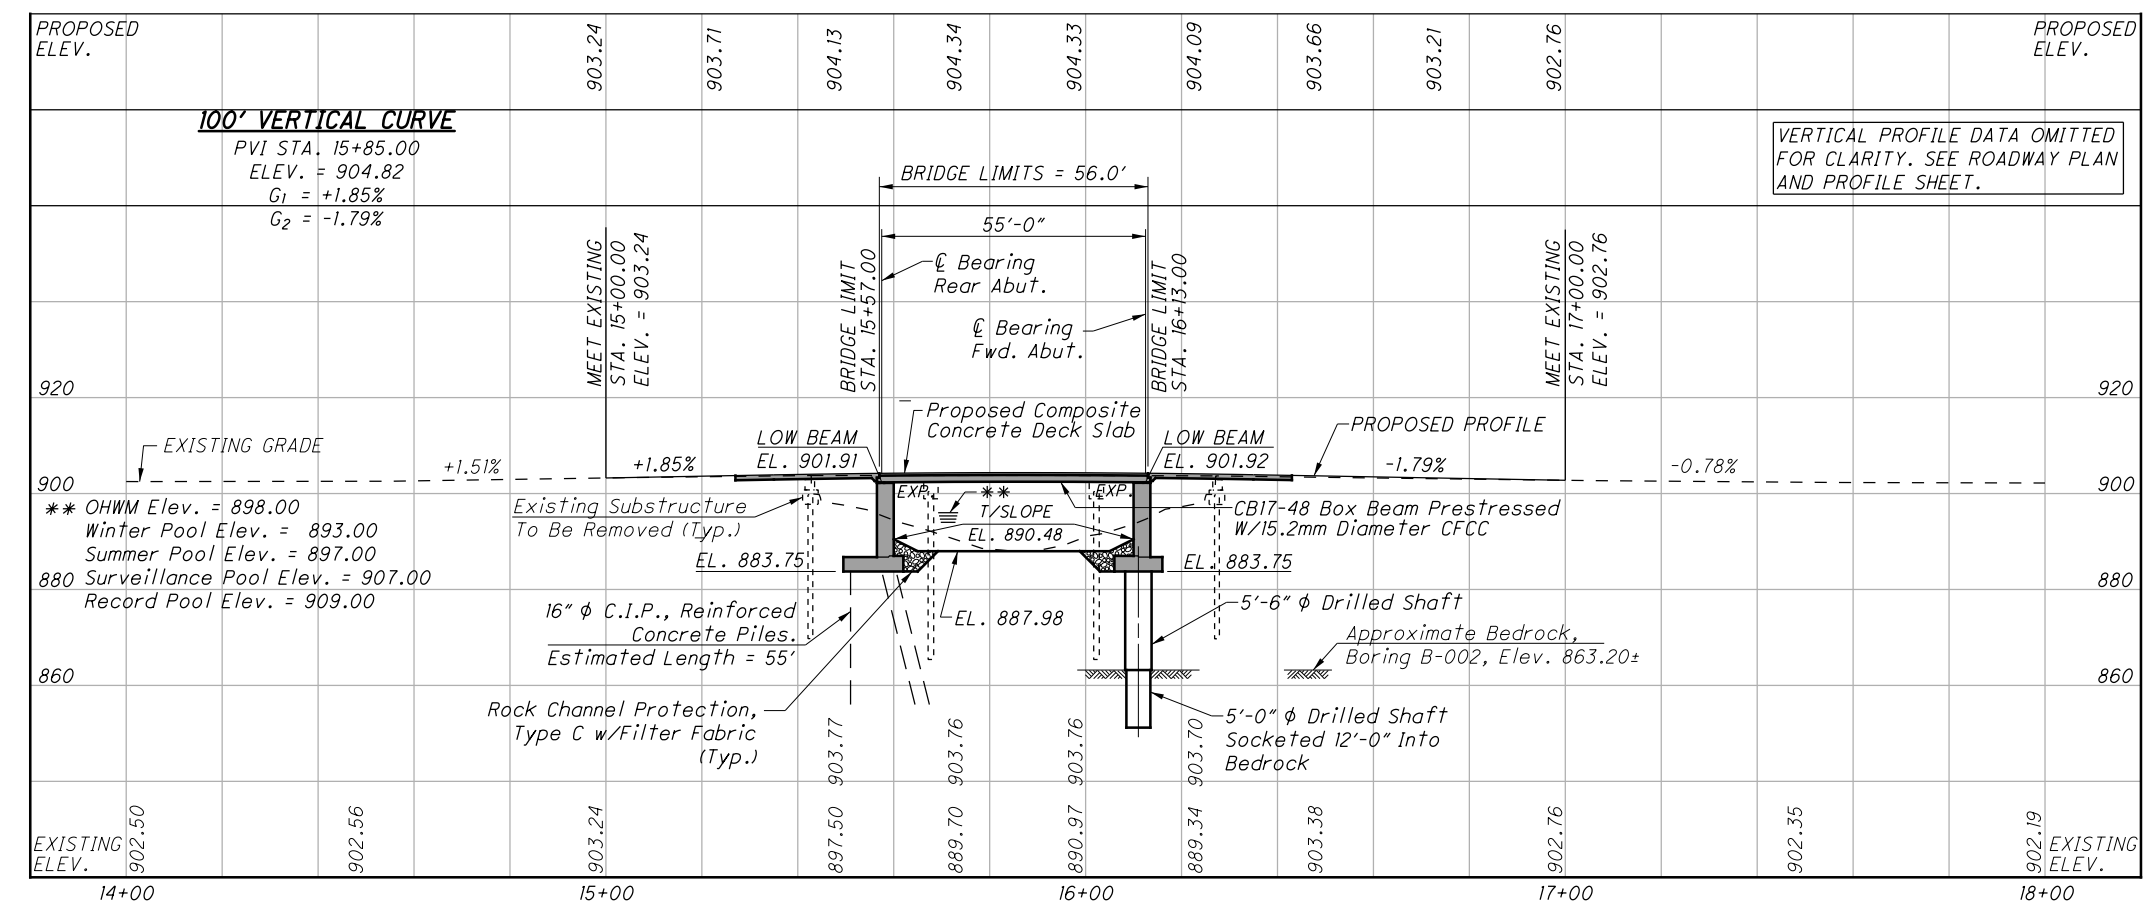 PROPOSED
ELEV.
903.24
903.71
904.13
904.34
904.33
904.09
903.66
903.21
902.76
PROPOSED
ELEV.
100' VERTICAL CURVE
PVI STA. 15+85.00
ELEV. = 904.82
G1 = +1.85%
G2 = -1.79%
VERTICAL PROFILE DATA OMITTED
FOR CLARITY. SEE ROADWAY PLAN
AND PROFILE SHEET.
BRIDGE LIMITS = 56.0'
55'-0"
MEET EXISTING
STA. 15+00.00
ELEV. = 903.24
BRIDGE LIMIT
STA. 15+57.00
℄ Bearing
Rear Abut.
℄ Bearing
Fwd. Abut.
BRIDGE LIMIT
STA. 16+13.00
MEET EXISTING
STA. 17+00.00
ELEV. = 902.76
920
920
Proposed Composite
Concrete Deck Slab
EXISTING GRADE
+1.51%
+1.85%
LOW BEAM
EL. 901.91
LOW BEAM
EL. 901.92
PROPOSED PROFILE
-1.79%
-0.78%
900
900
** OHWM Elev. = 898.00
Winter Pool Elev. = 893.00
Summer Pool Elev. = 897.00
Surveillance Pool Elev. = 907.00
Record Pool Elev. = 909.00
Existing Substructure
To Be Removed (Typ.)
EXP.
**
EXP.
T/SLOPE
EL. 890.48
CB17-48 Box Beam Prestressed
W/15.2mm Diameter CFCC
EL. 883.75
EL. 883.75
880
880
16" ϕ C.I.P., Reinforced
Concrete Piles.
Estimated Length = 55'
EL. 887.98
5'-6" ϕ Drilled Shaft
Approximate Bedrock,
Boring B-002, Elev. 863.20±
860
860
Rock Channel Protection,
Type C w/Filter Fabric
(Typ.)
5'-0" ϕ Drilled Shaft
Socketed 12'-0" Into
Bedrock
903.77
903.76
903.76
903.70
EXISTING
ELEV.
902.50
902.56
903.24
897.50
889.70
890.97
889.34
903.38
902.76
902.35
902.19
EXISTING
ELEV.
14+00
15+00
16+00
17+00
18+00